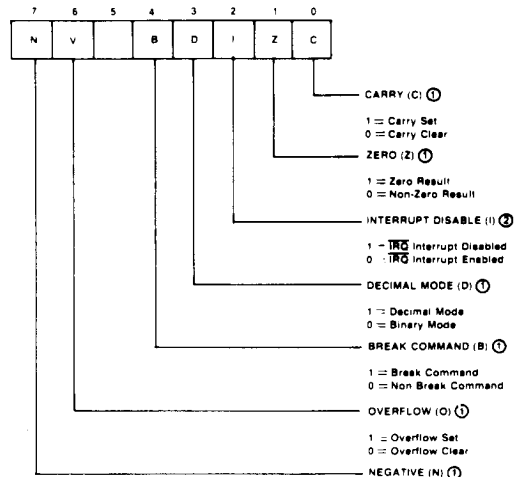 7 6 5 4 3 2 1 0
N V B D I Z C
CARRY (C) ①
1 = Carry Set
0 = Carry Clear
ZERO (Z) ①
1 = Zero Result
0 = Non-Zero Result
INTERRUPT DISABLE (I) ②
1 = IRQ Interrupt Disabled
0 = IRQ Interrupt Enabled
DECIMAL MODE (D) ①
1 = Decimal Mode
0 = Binary Mode
BREAK COMMAND (B) ①
1 = Break Command
0 = Non Break Command
OVERFLOW (O) ①
1 = Overflow Set
0 = Overflow Clear
NEGATIVE (N) ①